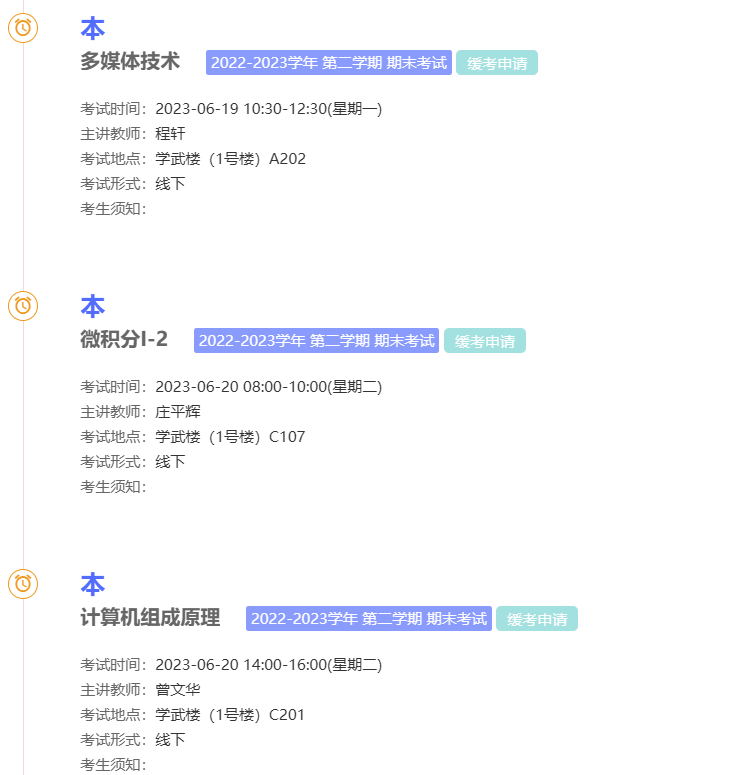 本
多媒体技术 2022-2023学年 第二学期 期末考试 缓考申请
考试时间：2023-06-19 10:30-12:30(星期一)
主讲教师：程轩
考试地点：学武楼（1号楼）A202
考试形式：线下
考生须知：
本
微积分I-2 2022-2023学年 第二学期 期末考试 缓考申请
考试时间：2023-06-20 08:00-10:00(星期二)
主讲教师：庄平辉
考试地点：学武楼（1号楼）C107
考试形式：线下
考生须知：
本
计算机组成原理 2022-2023学年 第二学期 期末考试 缓考申请
考试时间：2023-06-20 14:00-16:00(星期二)
主讲教师：曾文华
考试地点：学武楼（1号楼）C201
考试形式：线下
考生须知：